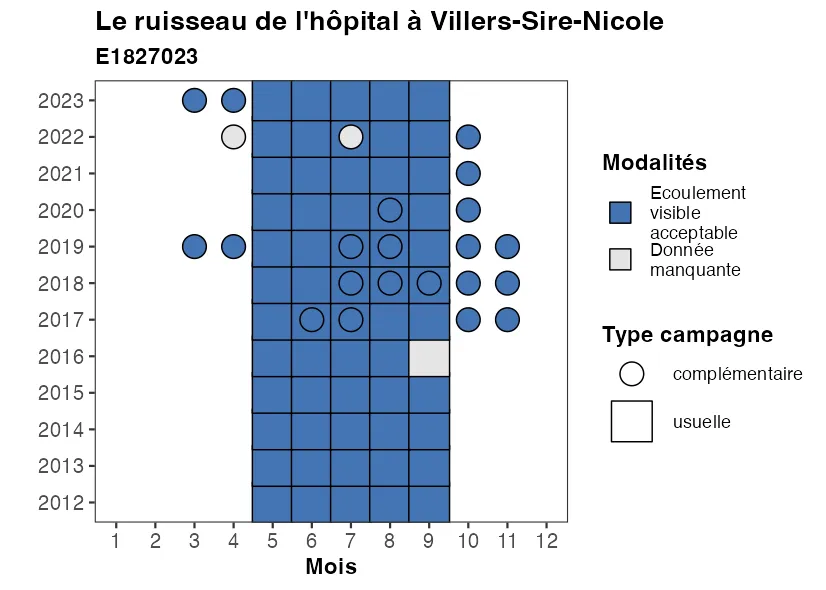 Le ruisseau de l'hôpital à Villers-Sire-Nicole
E1827023
2023
2022
2021
2020
2019
2018
2017
2016
2015
2014
2013
2012
1 2 3 4 5 6 7 8 9 10 11 12
Mois
Modalités
Ecoulement
visible
acceptable
Donnée
manquante
Type campagne
complémentaire
usuelle